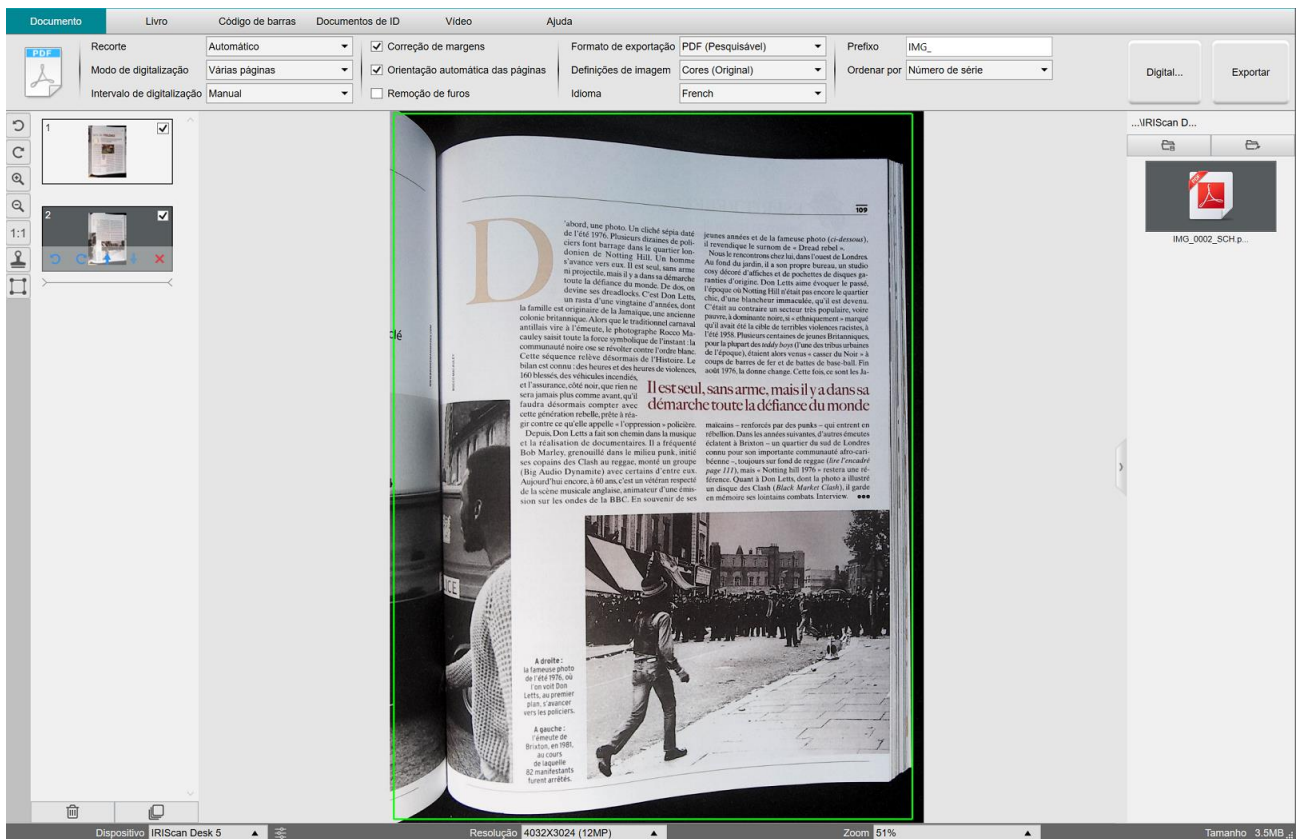 Documento Livro Código de barras Documentos de ID Vídeo Ajuda
PDF
Recorte Automático
Modo de digitalização Várias páginas
Intervalo de digitalização Manual
Correção de margens
Orientação automática das páginas
Remoção de furos
Formato de exportação PDF (Pesquisável)
Definições de imagem Cores (Original)
Idioma French
Prefixo IMG_
Ordenar por Número de série
Digital...
Exportar
1
2
1:1
clé
109
D
'abord, une photo. Un cliché sépia daté
de l'été 1976. Plusieurs dizaines de poli-
ciers font barrage dans le quartier lon-
donien de Notting Hill. Un homme
s'avance vers eux. Il est seul, sans arme
ni projectile, mais il y a dans sa démarche
toute la défiance du monde. De dos, on
devine ses dreadlocks. C'est Don Letts,
un rasta d'une vingtaine d'années, dont
la famille est originaire de la Jamaïque, une ancienne
colonie britannique. Alors que le traditionnel carnaval
antillais vire à l'émeute, le photographe Rocco Ma-
cauley saisit toute la force symbolique de l'instant : la
communauté noire ose se révolter contre l'ordre blanc.
Cette séquence relève désormais de l'Histoire. Le
bilan est connu : des heures et des heures de violences,
160 blessés, des véhicules incendiés,
et l'assurance, côté noir, que rien ne
sera jamais plus comme avant, qu'il
faudra désormais compter avec
cette génération rebelle, prête à réa-
gir contre ce qu'elle appelle « l'oppression » policière.
Depuis, Don Letts a fait son chemin dans la musique
et la réalisation de documentaires. Il a fréquenté
Bob Marley, grenouillé dans le milieu punk, initié
ses copains des Clash au reggae, monté un groupe
(Big Audio Dynamite) avec certains d'entre eux.
Aujourd'hui encore, à 60 ans, c'est un vétéran respecté
de la scène musicale anglaise, animateur d'une émis-
sion sur les ondes de la BBC. En souvenir de ses
jeunes années et de la fameuse photo (ci-dessous),
il revendique le surnom de « Dread rebel ».
Nous le rencontrons chez lui, dans l'ouest de Londres.
Au fond du jardin, il a son propre bureau, un studio
cosy décoré d'affiches et de pochettes de disques ga-
ranties d'origine. Don Letts aime évoquer le passé,
l'époque où Notting Hill n'était pas encore le quartier
chic, d'une blancheur immaculée, qu'il est devenu.
C'était au contraire un secteur très populaire, voire
pauvre, à dominante noire, si « ethniquement » marqué
qu'il avait été la cible de terribles violences racistes, à
l'été 1958. Plusieurs centaines de jeunes Britanniques,
pour la plupart des teddy boys (l'une des tribus urbaines
de l'époque), étaient alors venus « casser du Noir » à
coups de barres de fer et de battes de base-ball. Fin
août 1976, la donne change. Cette fois, ce sont les Ja-
Il est seul, sans arme, mais il y a dans sa
démarche toute la défiance du monde
maïcains – renforcés par des punks – qui entrent en
rébellion. Dans les années suivantes, d'autres émeutes
éclatent à Brixton – un quartier du sud de Londres
connu pour son importante communauté afro-cari-
béenne –, toujours sur fond de reggae (lire l'encadré
page 111), mais « Notting hill 1976 » restera une ré-
férence. Quant à Don Letts, dont la photo a illustré
un disque des Clash (Black Market Clash), il garde
en mémoire ses lointains combats. Interview. ●●●
ICE
A droite :
la fameuse photo
de l'été 1976, où
l'on voit Don
Letts, au premier
plan, s'avancer
vers les policiers.
A gauche :
l'émeute de
Brixton, en 1981,
au cours
de laquelle
82 manifestants
furent arrêtés.
...\IRIScan D...
PDF
IMG_0002_SCH.p...
Dispositivo IRIScan Desk 5 Resolução 4032X3024 (12MP) Zoom 51% Tamanho 3.5MB